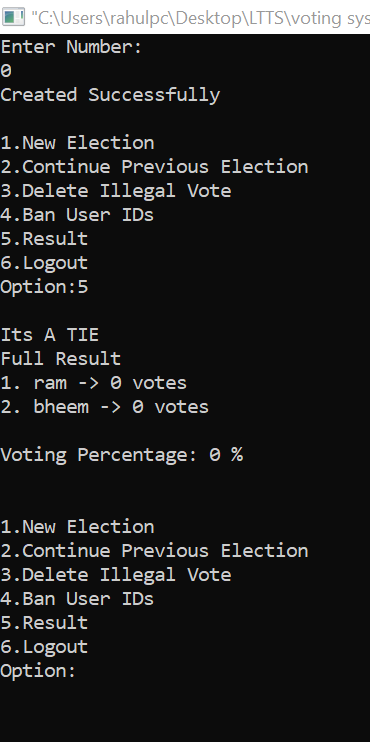 "C:\Users\rahulpc\Desktop\LTTS\voting sys
Enter Number:
0
Created Successfully
1.New Election
2.Continue Previous Election
3.Delete Illegal Vote
4.Ban User IDs
5.Result
6.Logout
Option:5
Its A TIE
Full Result
1. ram -> 0 votes
2. bheem -> 0 votes
Voting Percentage: 0 %
1.New Election
2.Continue Previous Election
3.Delete Illegal Vote
4.Ban User IDs
5.Result
6.Logout
Option: